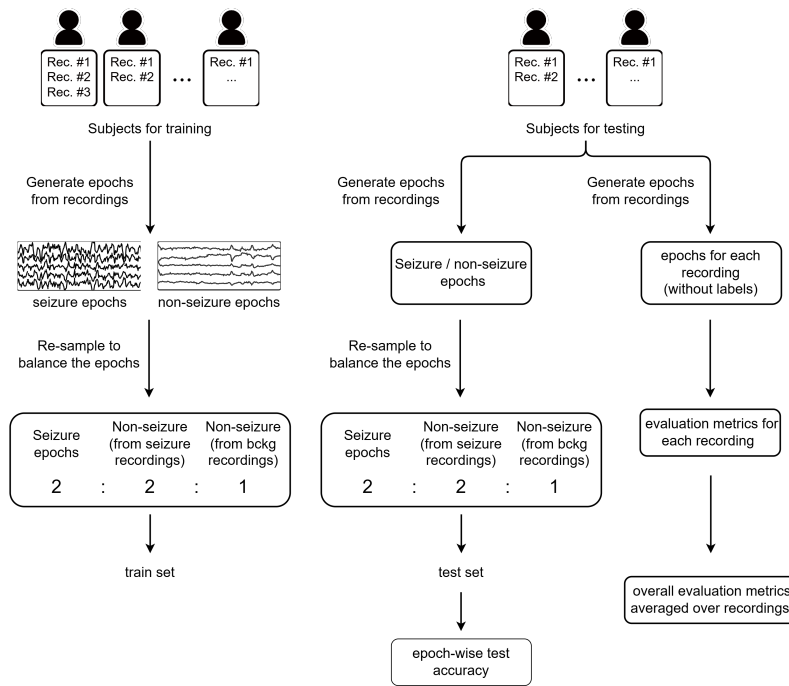 Rec. #1
Rec. #2
Rec. #3
Rec. #1
Rec. #2
...
Rec. #1
...
Subjects for training
Generate epochs
from recordings
seizure epochs
non-seizure epochs
Re-sample to
balance the epochs
Seizure
epochs
Non-seizure
(from seizure
recordings)
Non-seizure
(from bckg
recordings)
2 : 2 : 1
train set
Rec. #1
Rec. #2
...
Rec. #1
...
Subjects for testing
Generate epochs
from recordings
Seizure / non-seizure
epochs
Re-sample to
balance the epochs
Seizure
epochs
Non-seizure
(from seizure
recordings)
Non-seizure
(from bckg
recordings)
2 : 2 : 1
test set
epoch-wise test
accuracy
Generate epochs
from recordings
epochs for each
recording
(without labels)
evaluation metrics for
each recording
overall evaluation metrics
averaged over recordings